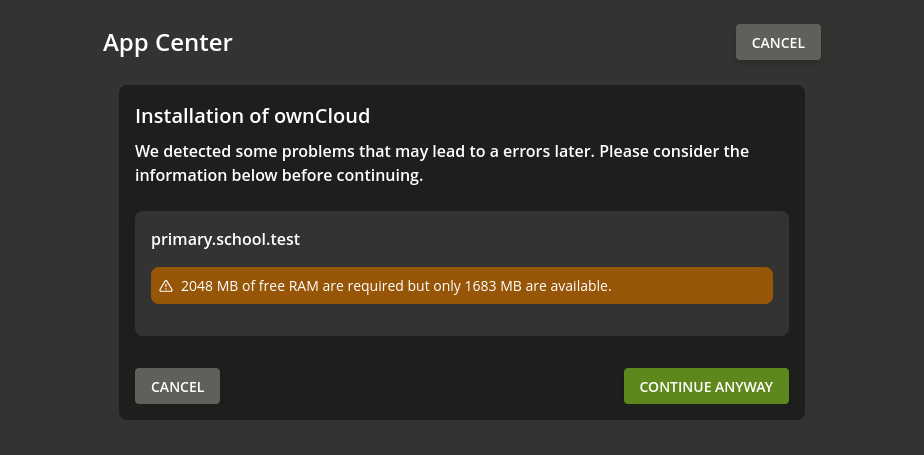 App Center
CANCEL
Installation of ownCloud
We detected some problems that may lead to a errors later. Please consider the
information below before continuing.
primary.school.test
2048 MB of free RAM are required but only 1683 MB are available.
CANCEL
CONTINUE ANYWAY